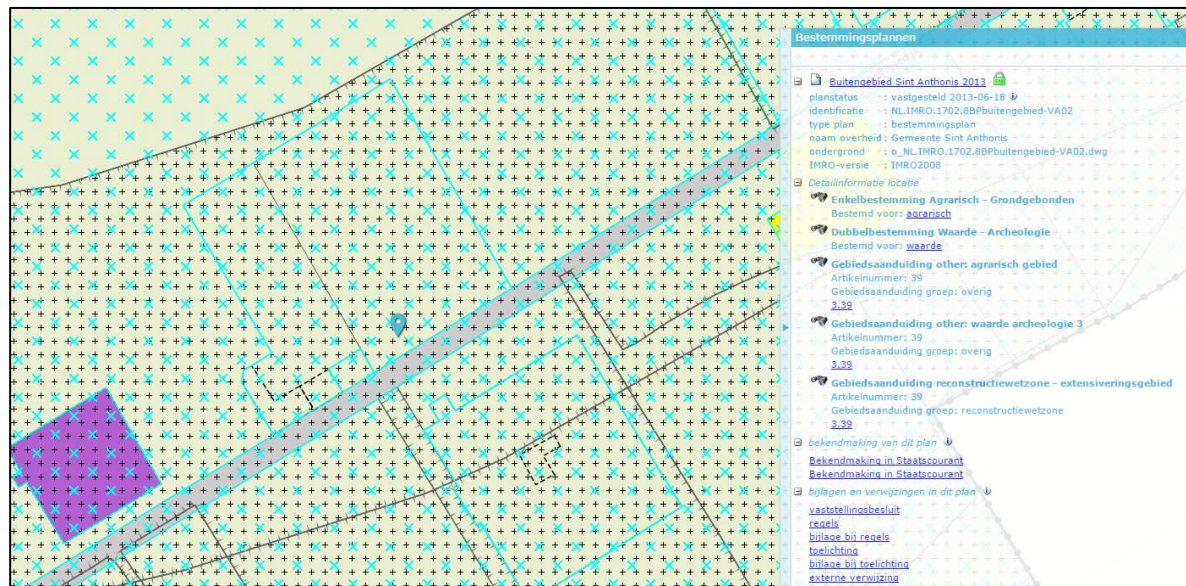 Bestemmingsplannen
Buitengebied Sint Anthonis 2013
planstatus : vastgesteld 2013-06-18
identificatie : NL.IMRO.1702.8BPbuitengebied-VA02
type plan : bestemmingsplan
naam overheid : Gemeente Sint Anthonis
ondergrond : o_NL.IMRO.1702.8BPbuitengebied-VA02.dwg
IMRO-versie : IMRO2008
Detailinformatie locatie
Enkelbestemming Agrarisch - Grondgebonden
Bestemd voor: agrarisch
Dubbelbestemming Waarde - Archeologie
Bestemd voor: waarde
Gebiedsaanduiding other: agrarisch gebied
Artikelnummer: 39
Gebiedsaanduiding groep: overig
3.39
Gebiedsaanduiding other: waarde archeologie 3
Artikelnummer: 39
Gebiedsaanduiding groep: overig
3.39
Gebiedsaanduiding reconstructiewetzone - extensiveringsgebied
Artikelnummer: 39
Gebiedsaanduiding groep: reconstructiewetzone
3.39
bekendmaking van dit plan
Bekendmaking in Staatscourant
Bekendmaking in Staatscourant
bijlagen en verwijzingen in dit plan
vaststellingsbesluit
regels
bijlage bij regels
toelichting
bijlage bij toelichting
externe verwijzing